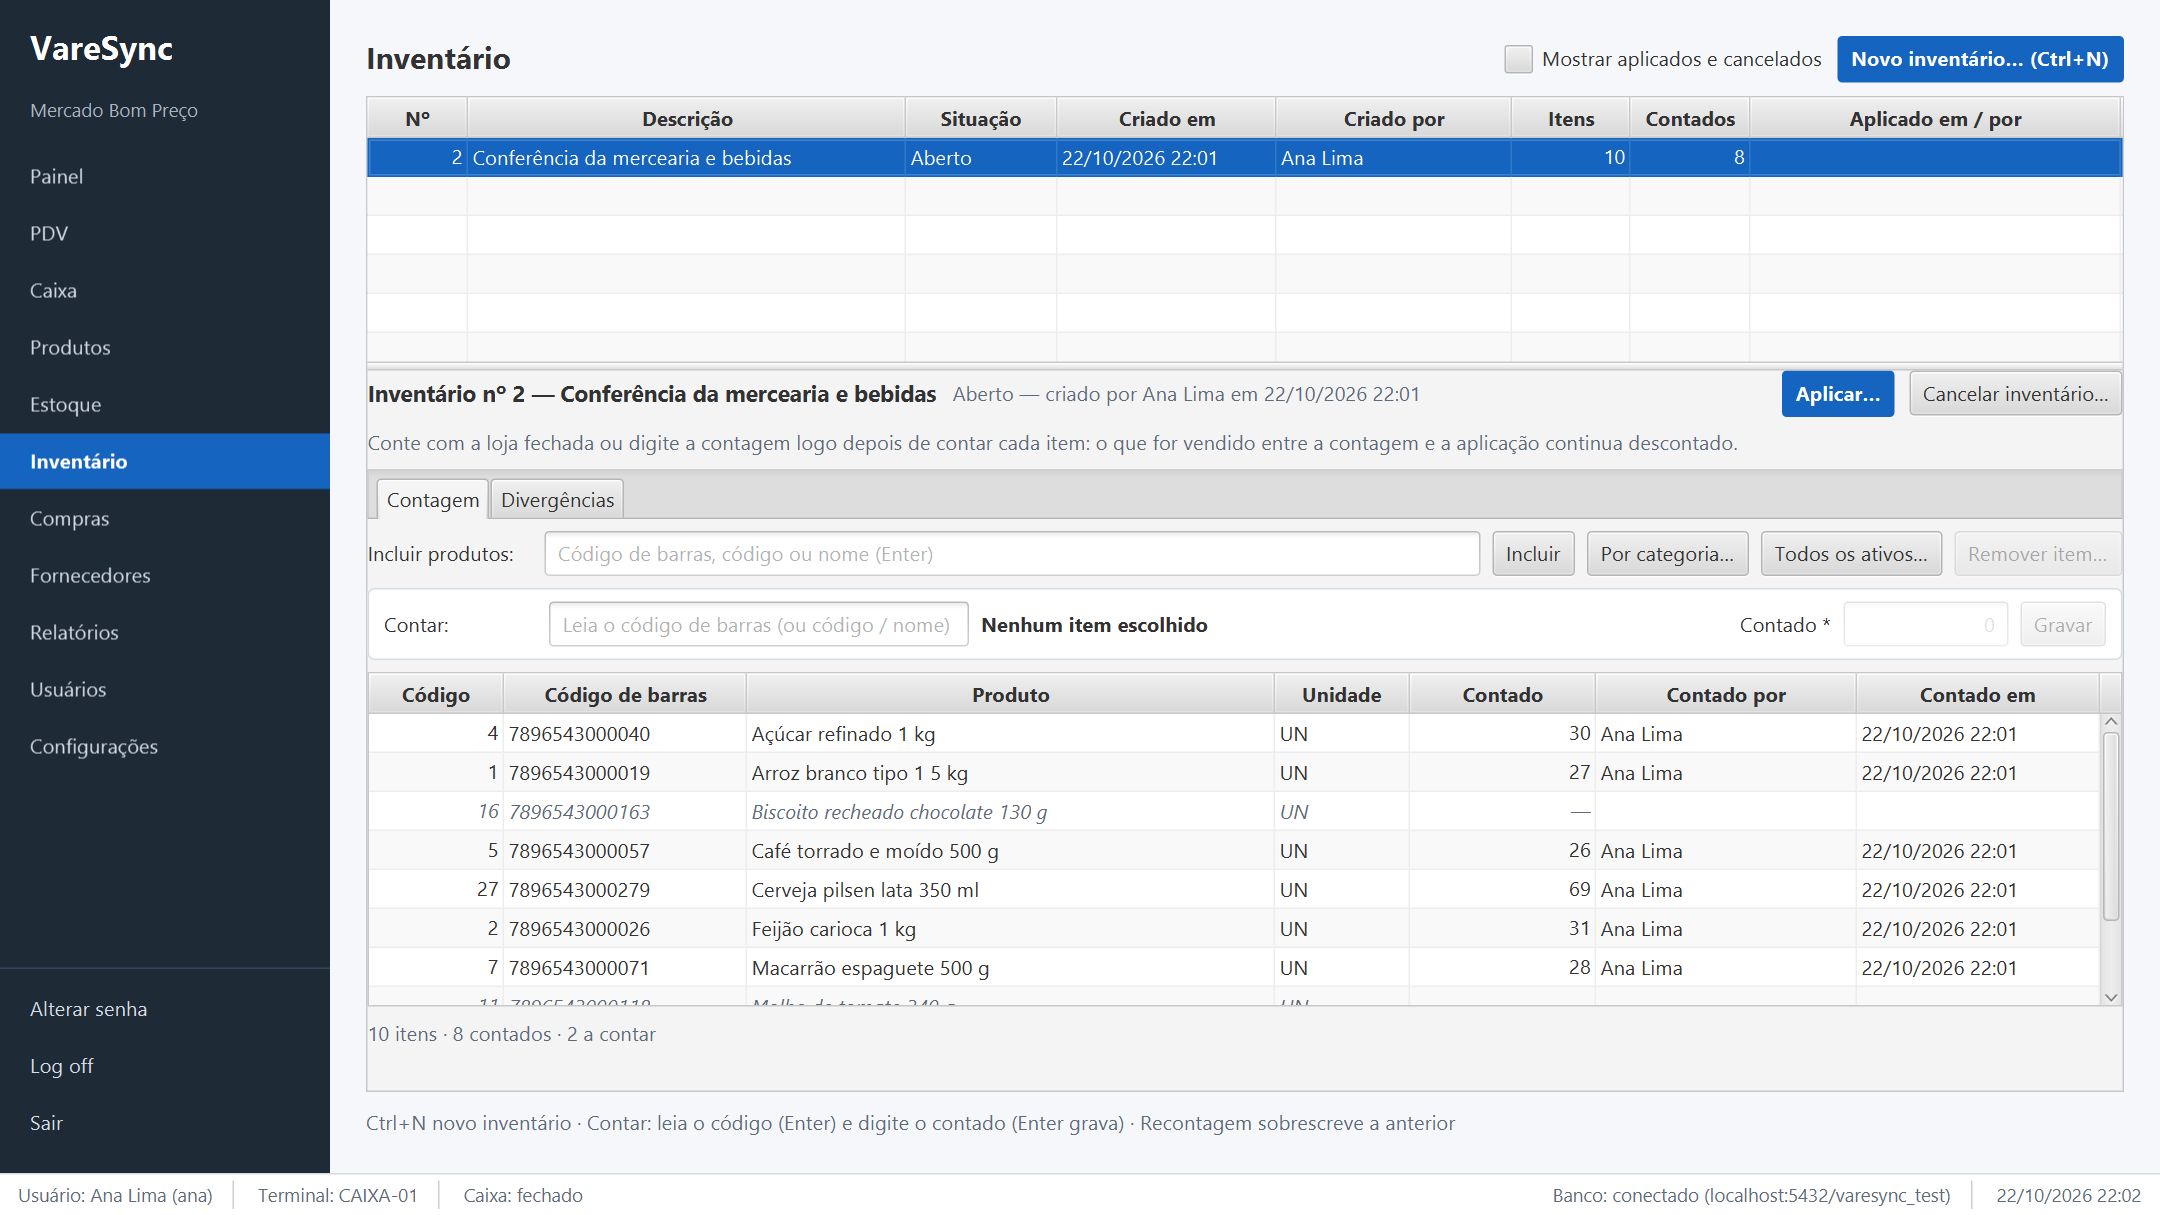 VareSync
Mercado Bom Preço
Painel
PDV
Caixa
Produtos
Estoque
Inventário
Compras
Fornecedores
Relatórios
Usuários
Configurações
Alterar senha
Log off
Sair
Inventário
Mostrar aplicados e cancelados
Novo inventário... (Ctrl+N)
Nº Descrição Situação Criado em Criado por Itens Contados Aplicado em / por
2 Conferência da mercearia e bebidas Aberto 22/10/2026 22:01 Ana Lima 10 8
Inventário nº 2 — Conferência da mercearia e bebidas Aberto — criado por Ana Lima em 22/10/2026 22:01
Aplicar... Cancelar inventário...
Conte com a loja fechada ou digite a contagem logo depois de contar cada item: o que for vendido entre a contagem e a aplicação continua descontado.
Contagem Divergências
Incluir produtos: Código de barras, código ou nome (Enter) Incluir Por categoria... Todos os ativos... Remover item...
Contar: Leia o código de barras (ou código / nome) Nenhum item escolhido Contado * 0 Gravar
Código Código de barras Produto Unidade Contado Contado por Contado em
4 7896543000040 Açúcar refinado 1 kg UN 30 Ana Lima 22/10/2026 22:01
1 7896543000019 Arroz branco tipo 1 5 kg UN 27 Ana Lima 22/10/2026 22:01
16 7896543000163 Biscoito recheado chocolate 130 g UN —
5 7896543000057 Café torrado e moído 500 g UN 26 Ana Lima 22/10/2026 22:01
27 7896543000279 Cerveja pilsen lata 350 ml UN 69 Ana Lima 22/10/2026 22:01
2 7896543000026 Feijão carioca 1 kg UN 31 Ana Lima 22/10/2026 22:01
7 7896543000071 Macarrão espaguete 500 g UN 28 Ana Lima 22/10/2026 22:01
11 7896543000118 Molho de tomate 340 g UN
10 itens · 8 contados · 2 a contar
Ctrl+N novo inventário · Contar: leia o código (Enter) e digite o contado (Enter grava) · Recontagem sobrescreve a anterior
Usuário: Ana Lima (ana) Terminal: CAIXA-01 Caixa: fechado
Banco: conectado (localhost:5432/varesync_test) 22/10/2026 22:02